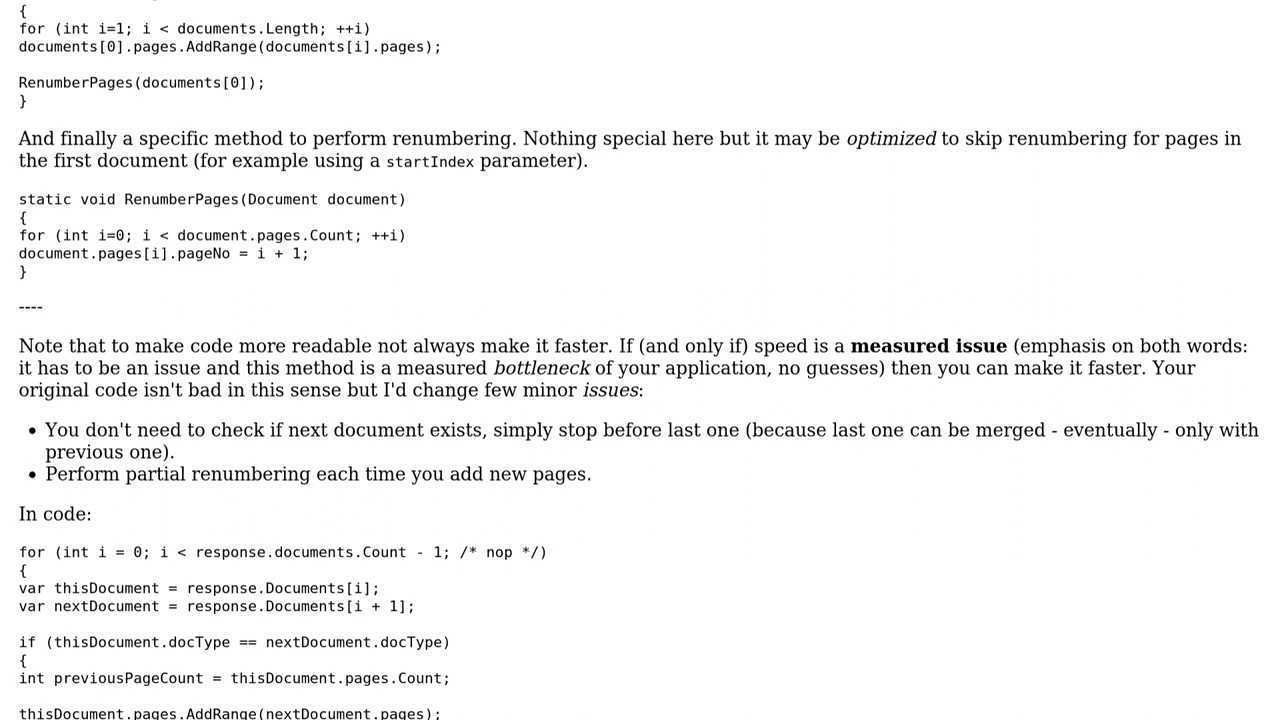 {
for (int i=1; i < documents.Length; ++i)
documents[0].pages.AddRange(documents[i].pages);
RenumberPages(documents[0]);
}
And finally a specific method to perform renumbering. Nothing special here but it may be optimized to skip renumbering for pages in
the first document (for example using a startIndex parameter).
static void RenumberPages(Document document)
{
for (int i=0; i < document.pages.Count; ++i)
document.pages[i].pageNo = i + 1;
}
----
Note that to make code more readable not always make it faster. If (and only if) speed is a measured issue (emphasis on both words:
it has to be an issue and this method is a measured bottleneck of your application, no guesses) then you can make it faster. Your
original code isn't bad in this sense but I'd change few minor issues:
• You don't need to check if next document exists, simply stop before last one (because last one can be merged - eventually - only with
previous one).
• Perform partial renumbering each time you add new pages.
In code:
for (int i = 0; i < response.documents.Count - 1; /* nop */)
{
var thisDocument = response.Documents[i];
var nextDocument = response.Documents[i + 1];
if (thisDocument.docType == nextDocument.docType)
{
int previousPageCount = thisDocument.pages.Count;
thisDocument.pages.AddRange(nextDocument.pages);